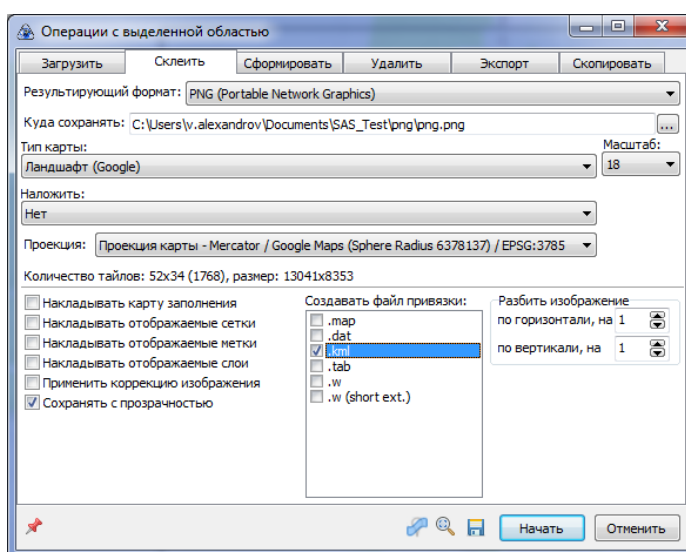 Операции с выделенной областью
Загрузить Склеить Сформировать Удалить Экспорт Скопировать
Результирующий формат: PNG (Portable Network Graphics)
Куда сохранять: C:\Users\v.alexandrov\Documents\SAS_Test\png\png.png ...
Тип карты: Масштаб:
Ландшафт (Google) 18
Наложить:
Нет
Проекция: Проекция карты - Mercator / Google Maps (Sphere Radius 6378137) / EPSG:3785
Количество тайлов: 52x34 (1768), размер: 13041x8353
Накладывать карту заполнения
Накладывать отображаемые сетки
Накладывать отображаемые метки
Накладывать отображаемые слои
Применить коррекцию изображения
Сохранять с прозрачностью
Создавать файл привязки:
.map
.dat
.kml
.tab
.w
.w (short ext.)
Разбить изображение
по горизонтали, на 1
по вертикали, на 1
Начать Отменить